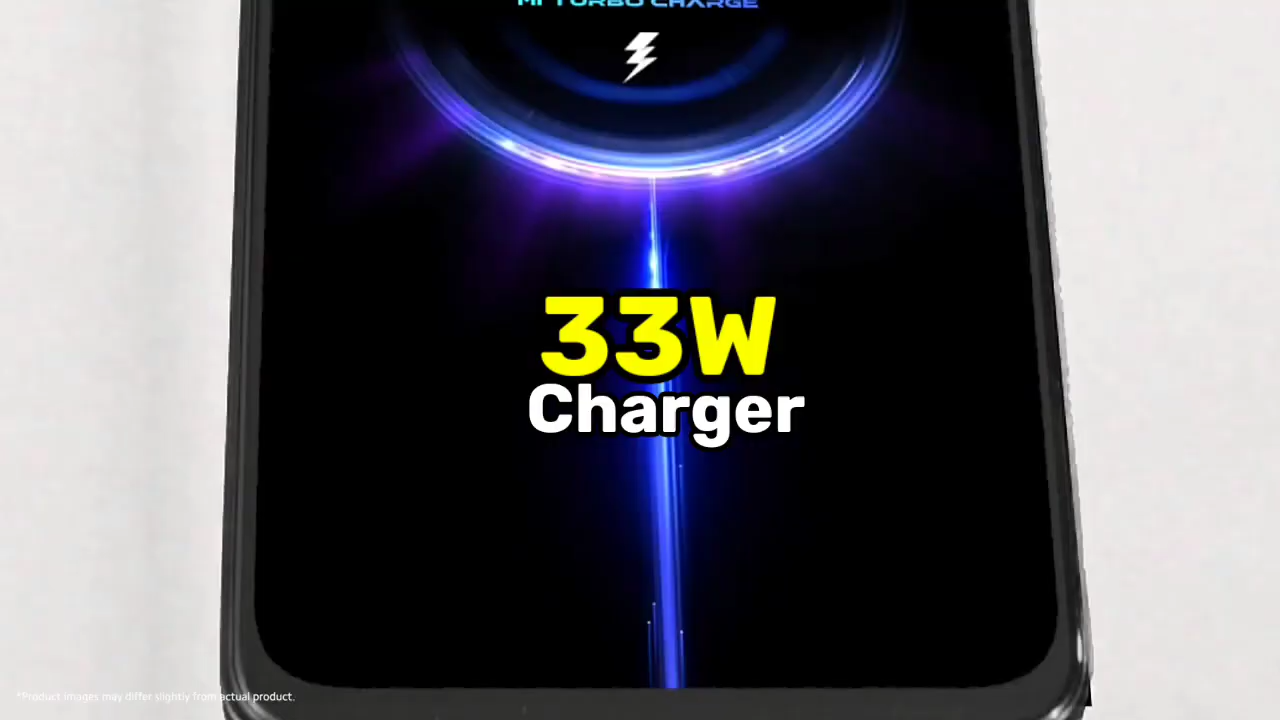 MI TURBO CHARGE
33W
Charger
*Product images may differ slightly from actual product.